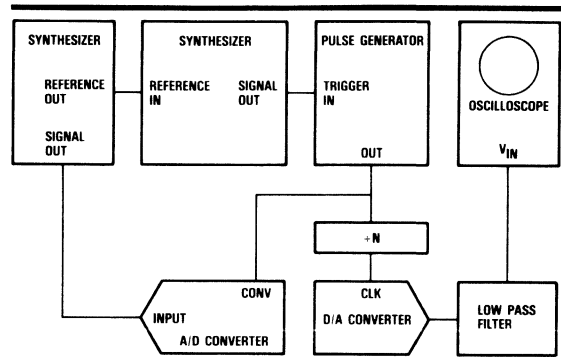 SYNTHESIZER
REFERENCE
OUT
SIGNAL
OUT
SYNTHESIZER
REFERENCE
IN
SIGNAL
OUT
PULSE GENERATOR
TRIGGER
IN
OUT
OSCILLOSCOPE
VIN
÷N
CONV
INPUT
A/D CONVERTER
CLK
D/A CONVERTER
LOW PASS
FILTER